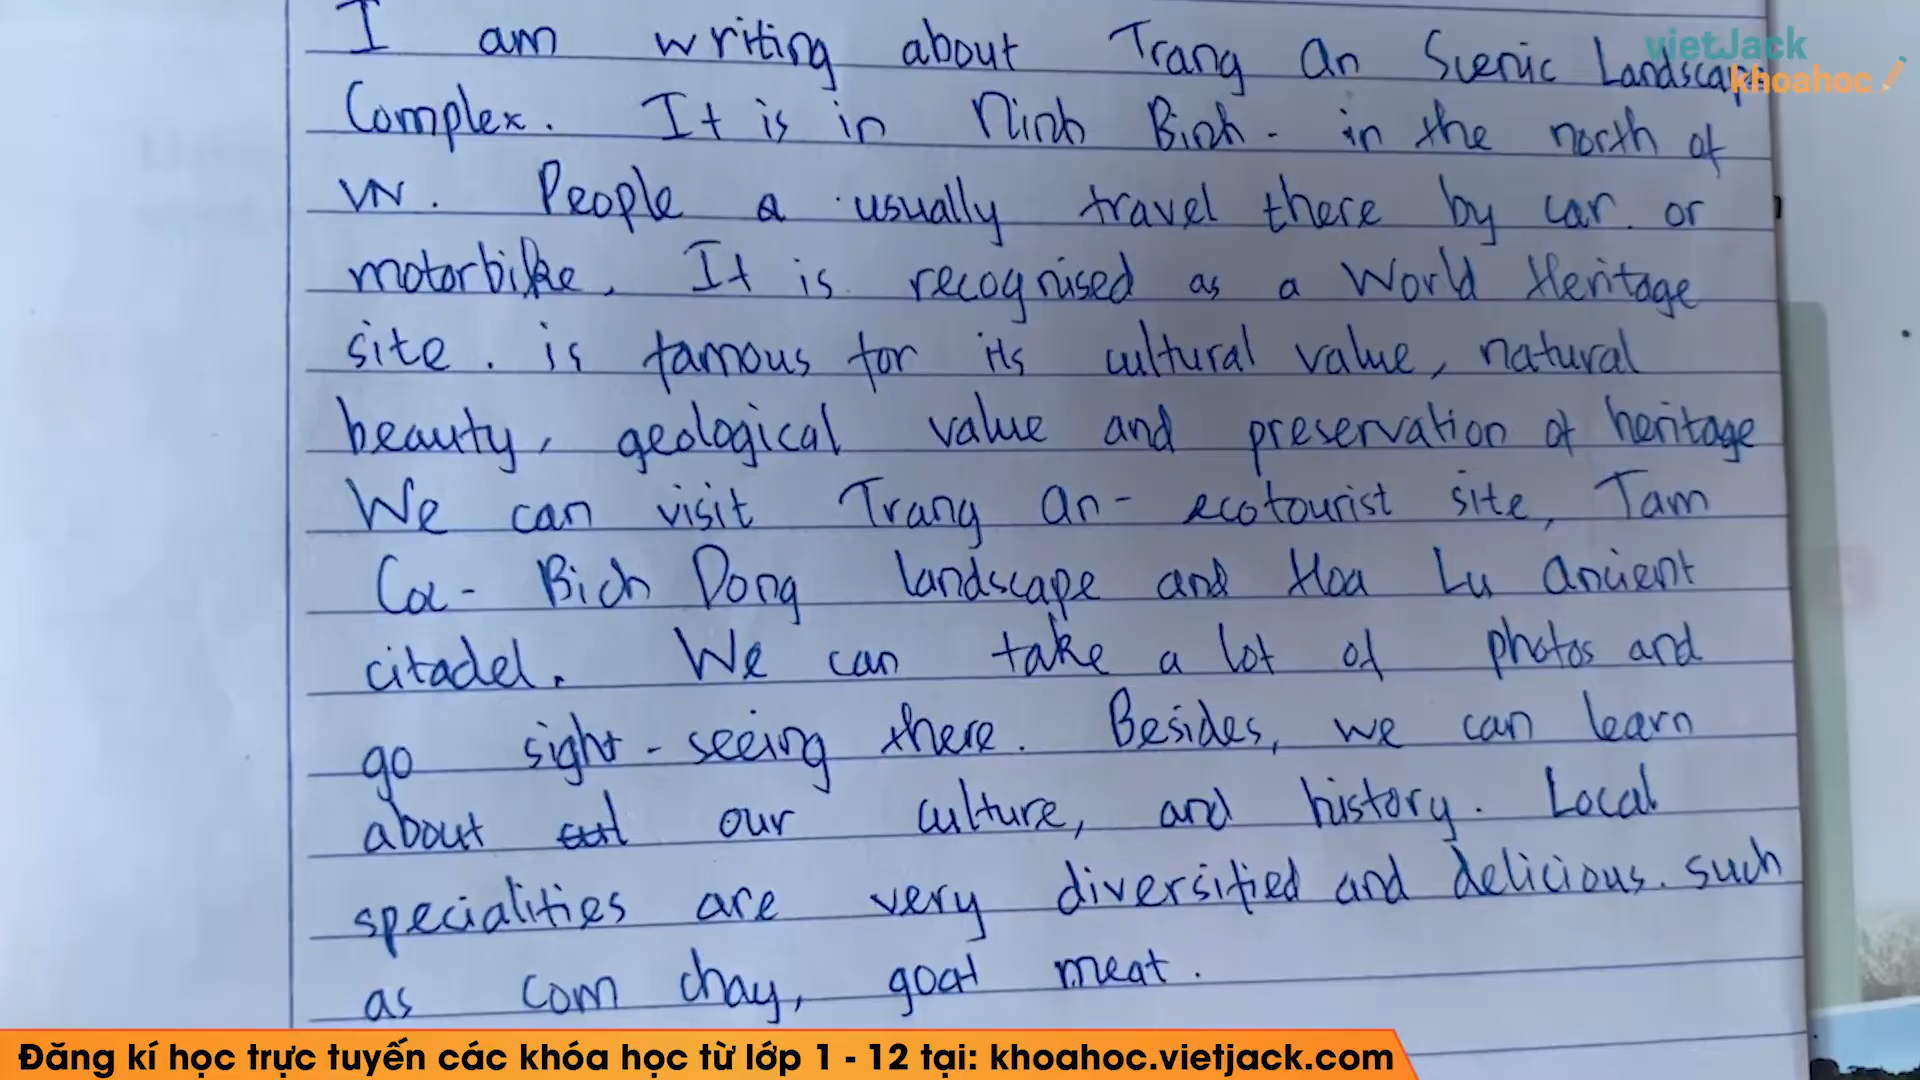 I am writing about Trang An Scenic Landscap
Complex. It is in Ninh Binh - in the north of
VN. People a usually travel there by car or
motorbike. It is recognised as a World Heritage
site. is famous for its cultural value, natural
beauty, geological value and preservation of heritage
We can visit Trang An - ecotourist site, Tam
Coc - Bich Dong landscape and Hoa Lu Ancient
citadel. We can take a lot of photos and
go sight-seeing there. Besides, we can learn
about our culture, and history. Local
specialities are very diversified and delicious. such
as com chay, goat meat.
vietJack
khoahoc
Đăng kí học trực tuyến các khóa học từ lớp 1 - 12 tại: khoahoc.vietjack.com